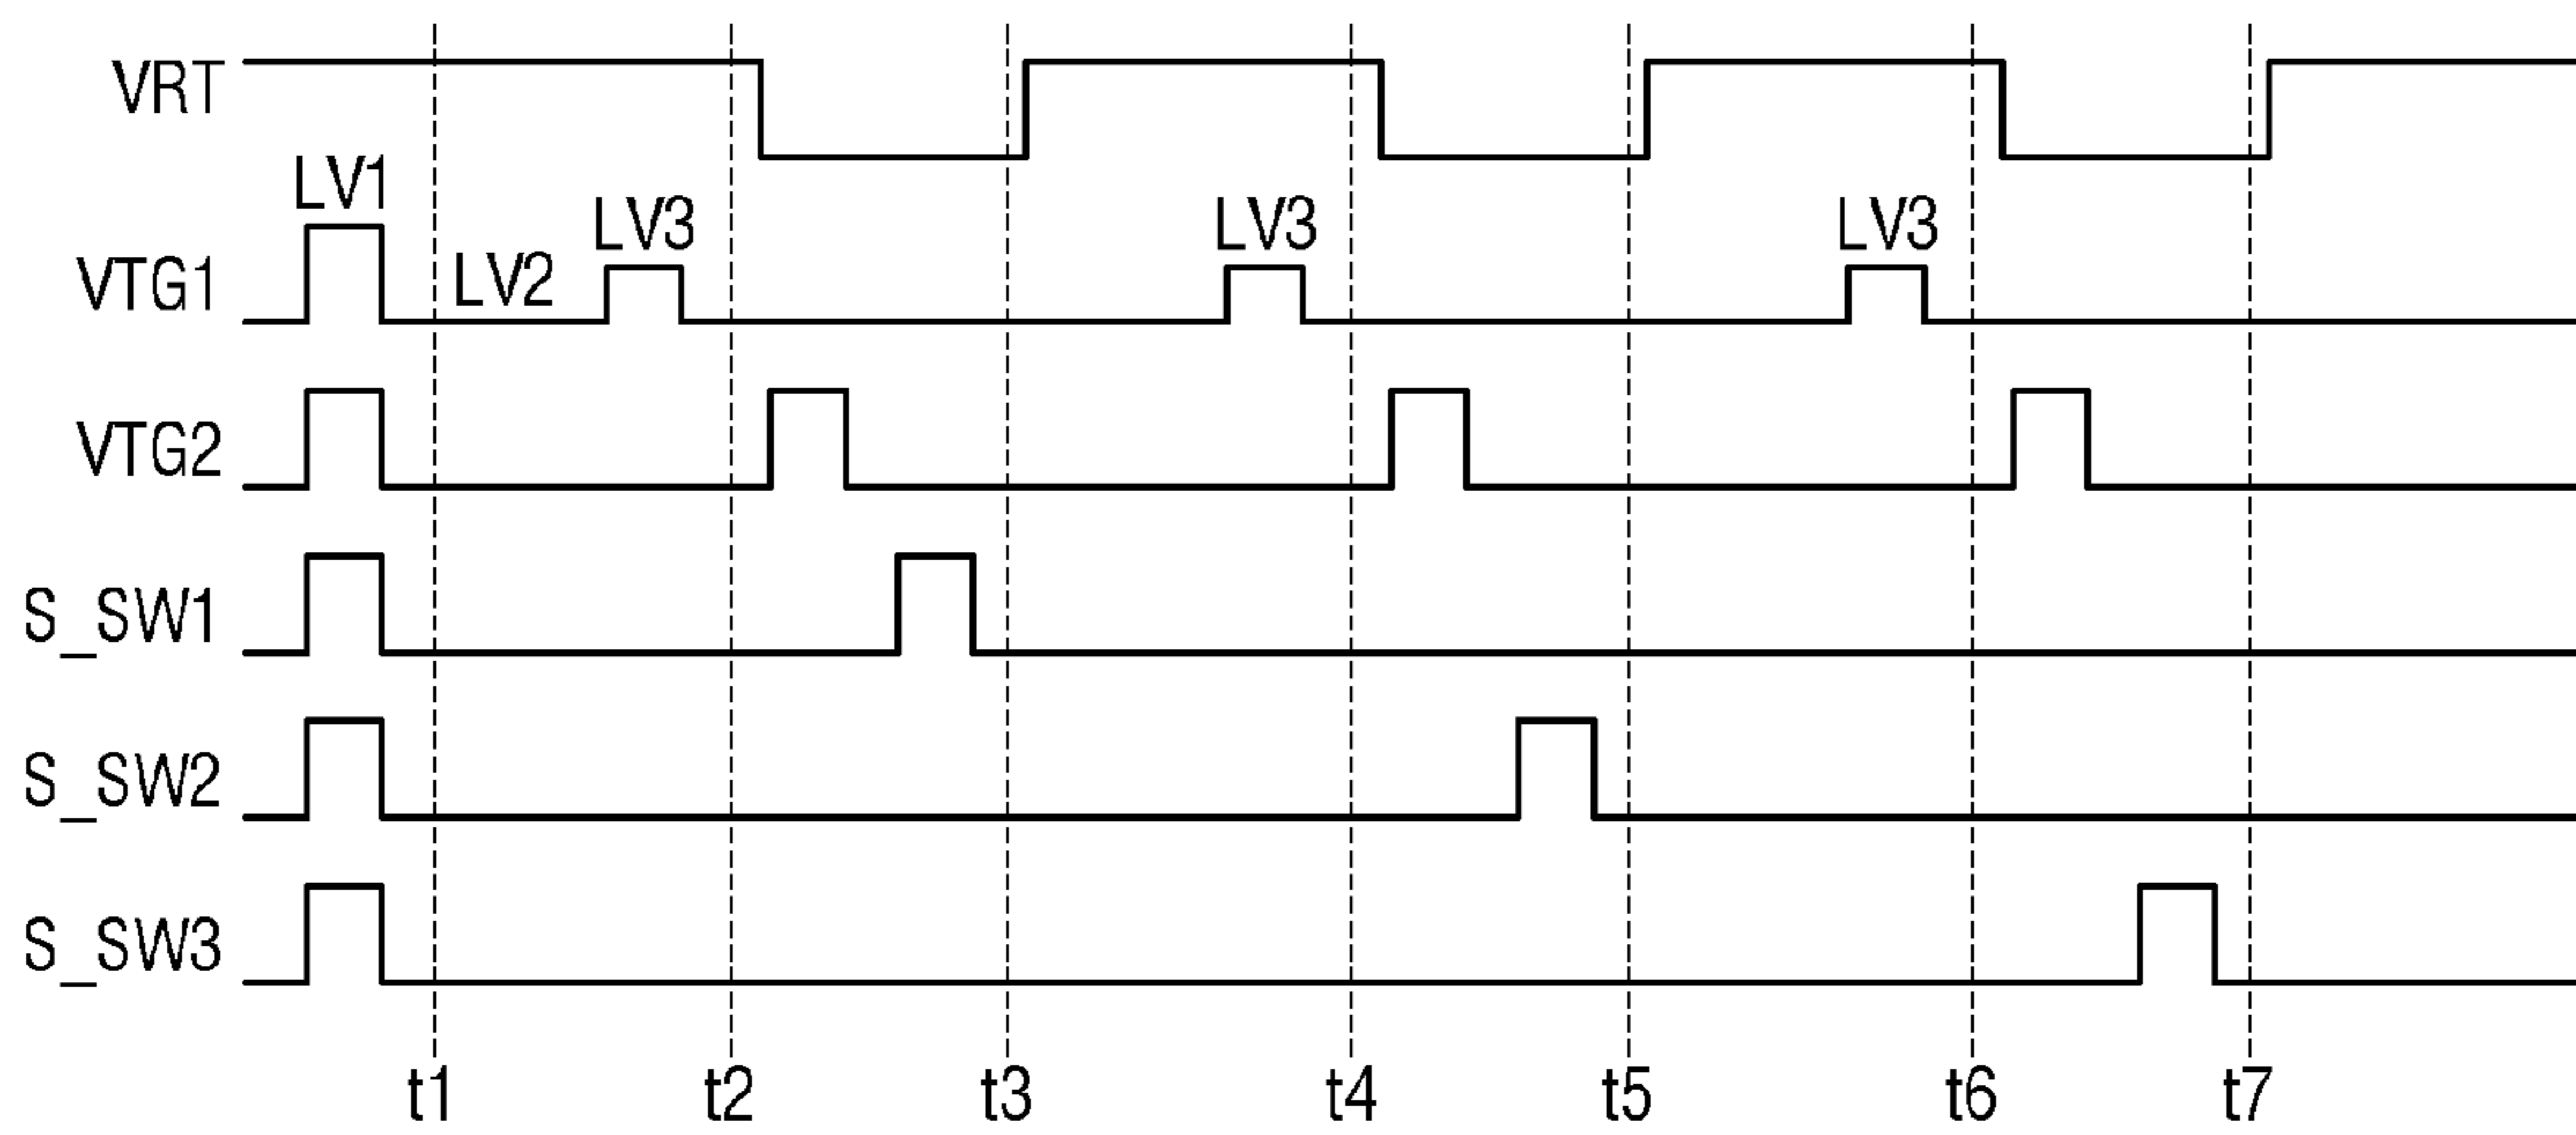 VRT
LV1
LV3 LV3 LV3
VTG1 LV2
VTG2
S_SW1
S_SW2
S_SW3
t1 t2 t3 t4 t5 t6 t7